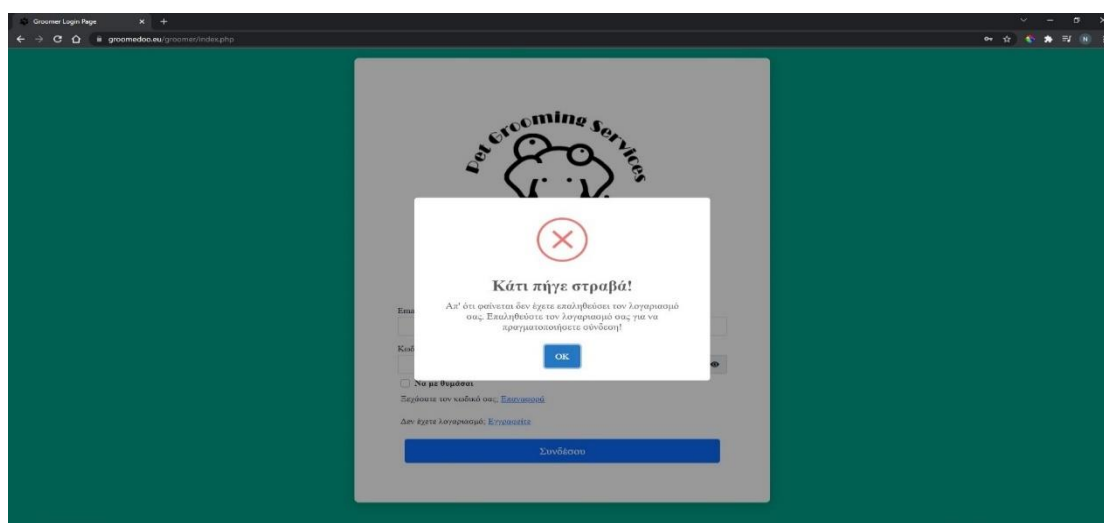 Groomer Login Page
groomedoo.eu/groomer/index.php
Pet Grooming Services
Κάτι πήγε στραβά!
Απ' ότι φαίνεται δεν έχετε επαληθεύσει τον λογαριασμό
σας. Επαληθεύστε τον λογαριασμό σας για να
πραγματοποιήσετε σύνδεση!
OK
Να με θυμάσαι
Ξεχάσατε τον κωδικό σας; Επαναφορά
Δεν έχετε λογαριασμό; Εγγραφείτε
Συνδέσου